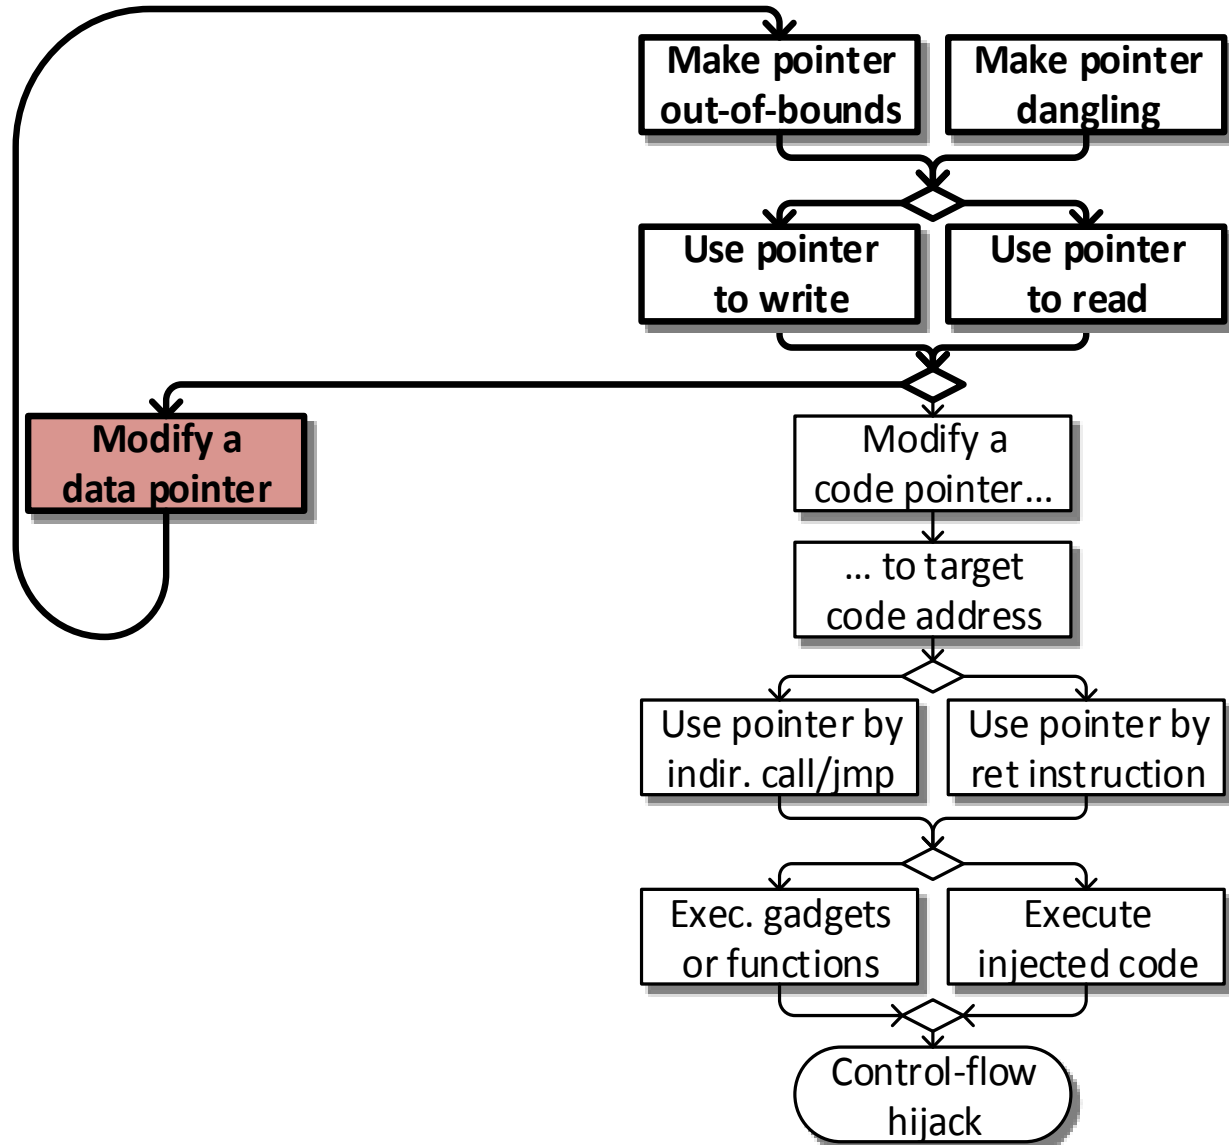 Make pointer
out-of-bounds
Make pointer
dangling
Use pointer
to write
Use pointer
to read
Modify a
data pointer
Modify a
code pointer...
... to target
code address
Use pointer by
indir. call/jmp
Use pointer by
ret instruction
Exec. gadgets
or functions
Execute
injected code
Control-flow
hijack